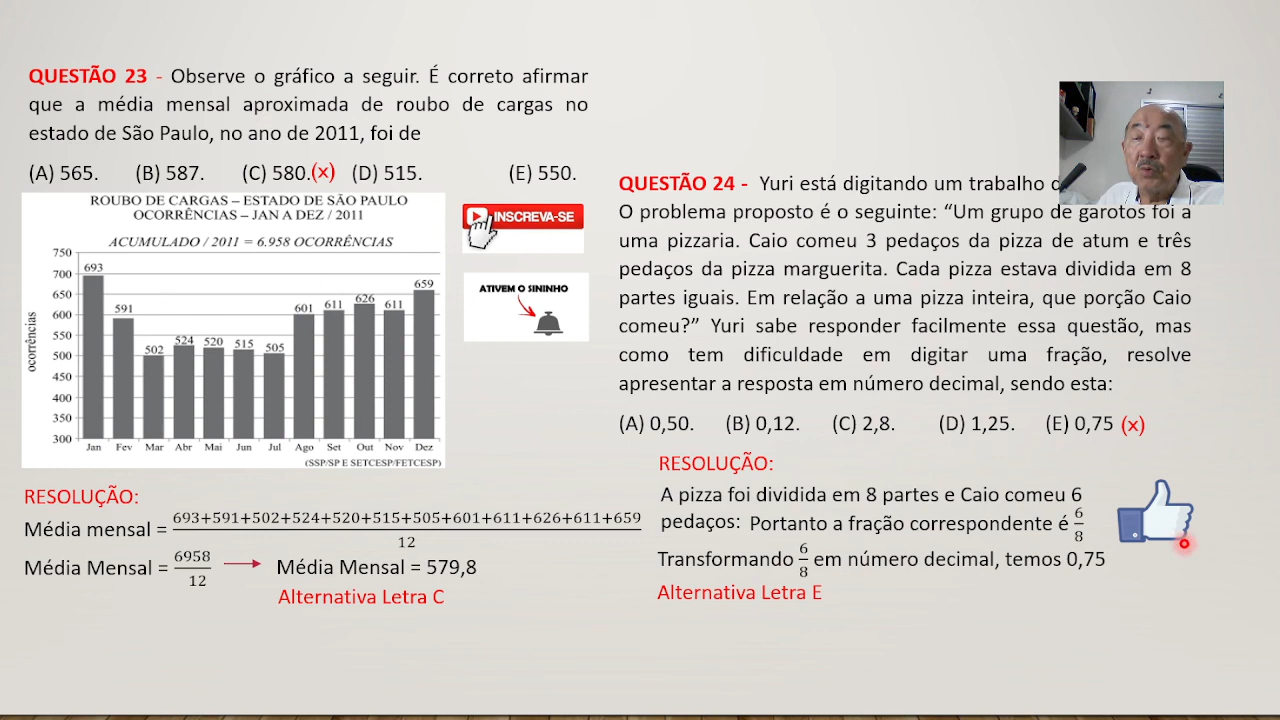 QUESTÃO 23 - Observe o gráfico a seguir. É correto afirmar
que a média mensal aproximada de roubo de cargas no
estado de São Paulo, no ano de 2011, foi de
(A) 565. (B) 587. (C) 580.(x) (D) 515. (E) 550.
ROUBO DE CARGAS – ESTADO DE SÃO PAULO
OCORRÊNCIAS – JAN A DEZ / 2011
ACUMULADO / 2011 = 6.958 OCORRÊNCIAS
ocorrências
750
700
650
600
550
500
450
400
350
300
693 591 502 524 520 515 505 601 611 626 611 659
Jan Fev Mar Abr Mai Jun Jul Ago Set Out Nov Dez
(SSP/SP E SETCESP/FETCESP)
INSCREVA-SE
ATIVEM O SININHO
RESOLUÇÃO:
Média mensal = 693+591+502+524+520+515+505+601+611+626+611+659
12
Média Mensal = 6958
12
Média Mensal = 579,8
Alternativa Letra C
QUESTÃO 24 - Yuri está digitando um trabalho
O problema proposto é o seguinte: “Um grupo de garotos foi a
uma pizzaria. Caio comeu 3 pedaços da pizza de atum e três
pedaços da pizza marguerita. Cada pizza estava dividida em 8
partes iguais. Em relação a uma pizza inteira, que porção Caio
comeu?” Yuri sabe responder facilmente essa questão, mas
como tem dificuldade em digitar uma fração, resolve
apresentar a resposta em número decimal, sendo esta:
(A) 0,50. (B) 0,12. (C) 2,8. (D) 1,25. (E) 0,75 (x)
RESOLUÇÃO:
A pizza foi dividida em 8 partes e Caio comeu 6
pedaços: Portanto a fração correspondente é 6
8
Transformando 6 em número decimal, temos 0,75
8
Alternativa Letra E